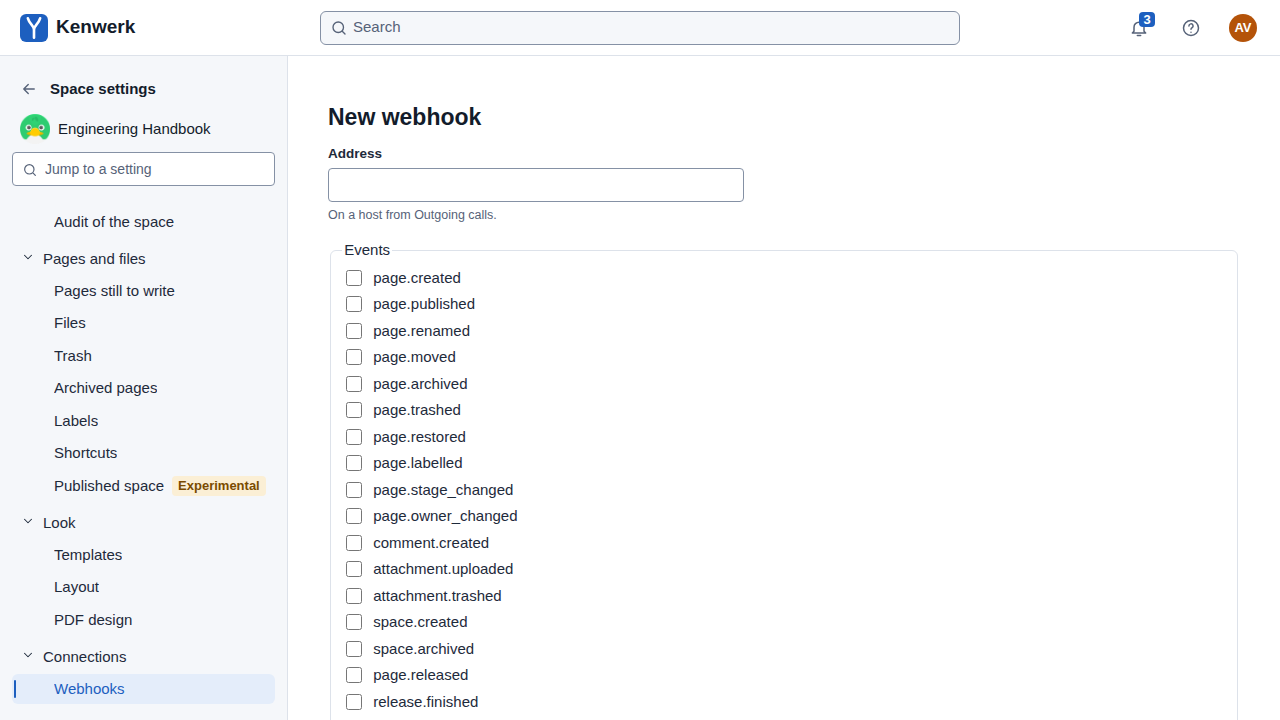 Kenwerk
Search
3
AV
Space settings
Engineering Handbook
Jump to a setting
Audit of the space
Pages and files
Pages still to write
Files
Trash
Archived pages
Labels
Shortcuts
Published space Experimental
Look
Templates
Layout
PDF design
Connections
Webhooks
New webhook
Address
On a host from Outgoing calls.
Events
page.created
page.published
page.renamed
page.moved
page.archived
page.trashed
page.restored
page.labelled
page.stage_changed
page.owner_changed
comment.created
attachment.uploaded
attachment.trashed
space.created
space.archived
page.released
release.finished